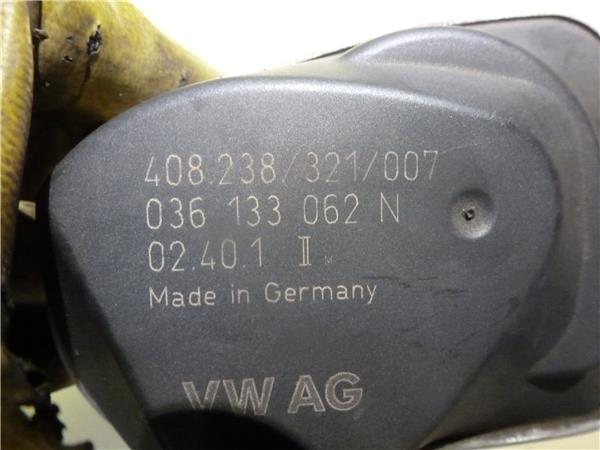 408.238/321/007
036 133 062 N
02.40.1 II M
Made in Germany
VW AG